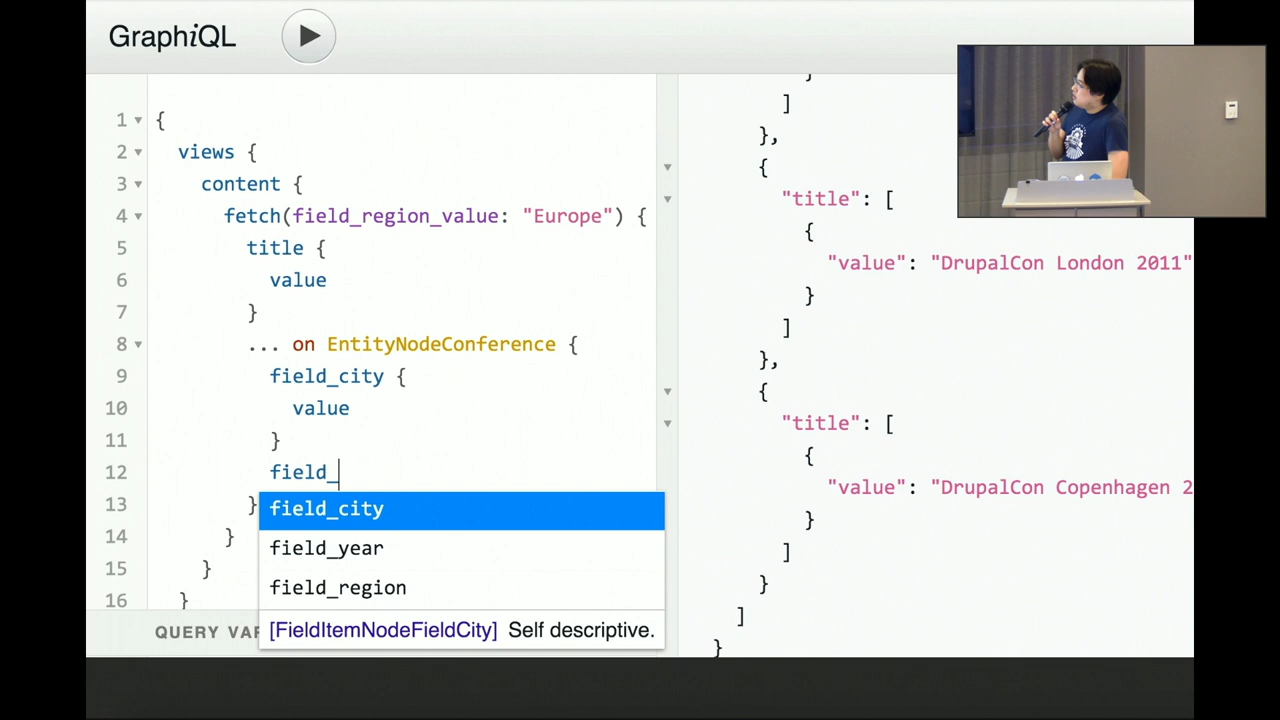 GraphiQL
1 {
2 views {
3 content {
4 fetch(field_region_value: "Europe") {
5 title {
6 value
7 }
8 ... on EntityNodeConference {
9 field_city {
10 value
11 }
12 field_
13 }
14 }
15 }
16 }
field_city
field_year
field_region
[FieldItemNodeFieldCity] Self descriptive.
QUERY VAR
}
]
},
{
"title": [
{
"value": "DrupalCon London 2011"
}
]
},
{
"title": [
{
"value": "DrupalCon Copenhagen 2
}
]
}
]
}